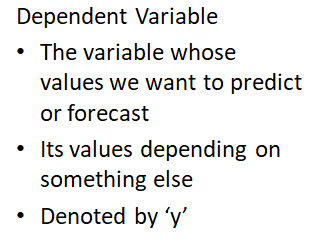 Dependent Variable
• The variable whose
values we want to predict
or forecast
• Its values depending on
something else
• Denoted by ‘y’